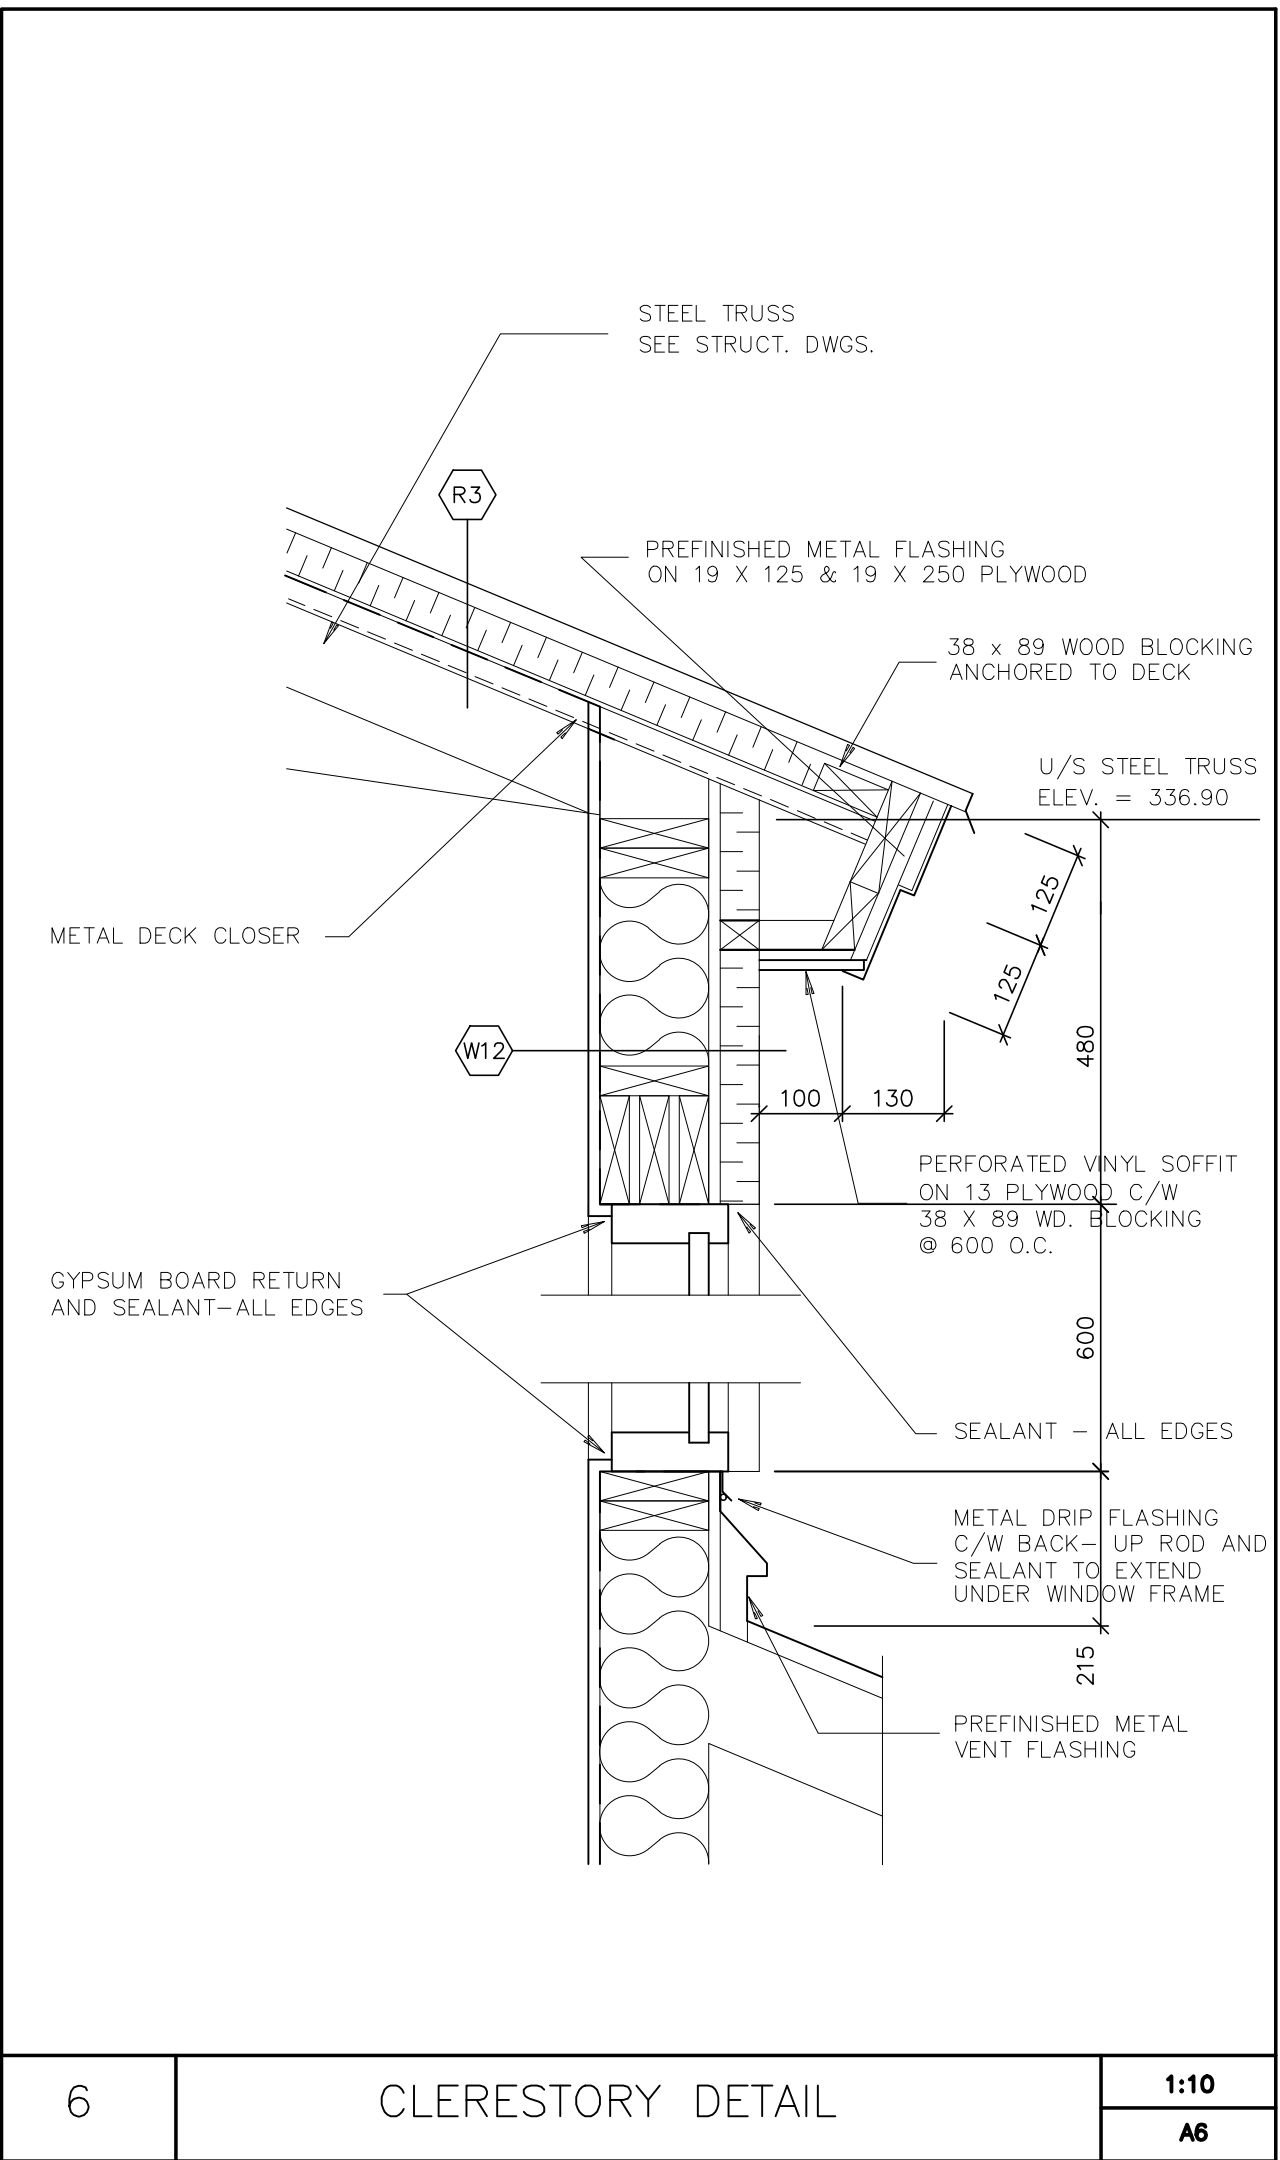 STEEL TRUSS
SEE STRUCT. DWGS.
R3
PREFINISHED METAL FLASHING
ON 19 X 125 & 19 X 250 PLYWOOD
38 x 89 WOOD BLOCKING
ANCHORED TO DECK
U/S STEEL TRUSS
ELEV. = 336.90
125
METAL DECK CLOSER
125
480
W12
100
130
PERFORATED VINYL SOFFIT
ON 13 PLYWOOD C/W
38 X 89 WD. BLOCKING
@ 600 O.C.
GYPSUM BOARD RETURN
AND SEALANT-ALL EDGES
600
SEALANT - ALL EDGES
METAL DRIP FLASHING
C/W BACK- UP ROD AND
SEALANT TO EXTEND
UNDER WINDOW FRAME
215
PREFINISHED METAL
VENT FLASHING
6
CLERESTORY DETAIL
1:10
A6